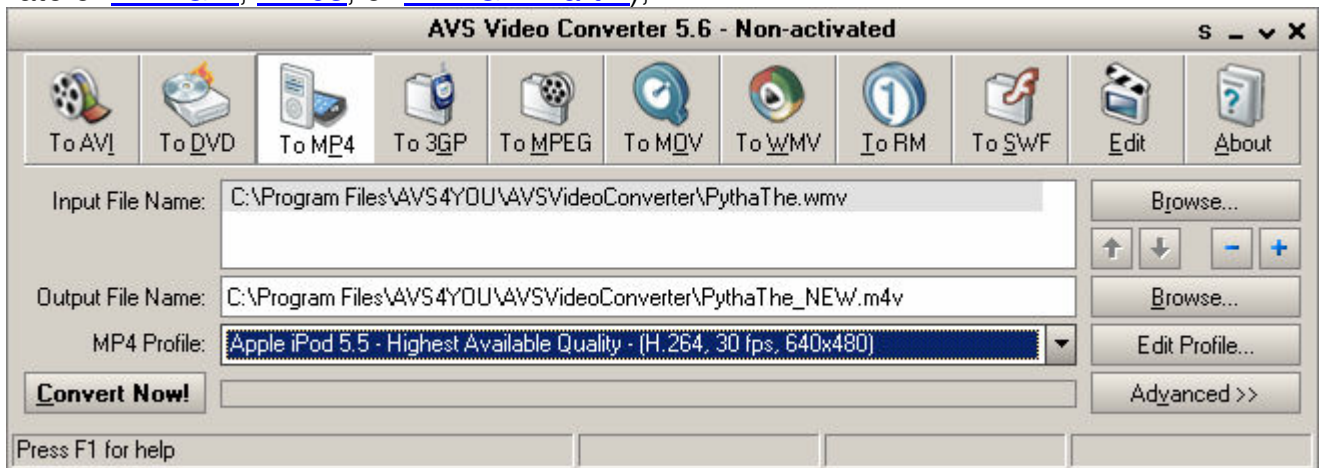 AVS Video Converter 5.6 - Non-activated S
To AVI To DVD To MP4 To 3GP To MPEG To MOV To WMV To RM To SWF Edit About
Input File Name: C:\Program Files\AVS4YOU\AVSVideoConverter\PythaThe.wmv Browse...
Output File Name: C:\Program Files\AVS4YOU\AVSVideoConverter\PythaThe_NEW.m4v Browse...
MP4 Profile: Apple iPod 5.5 - Highest Available Quality - (H.264, 30 fps, 640x480) Edit Profile...
Convert Now! Advanced >>
Press F1 for help